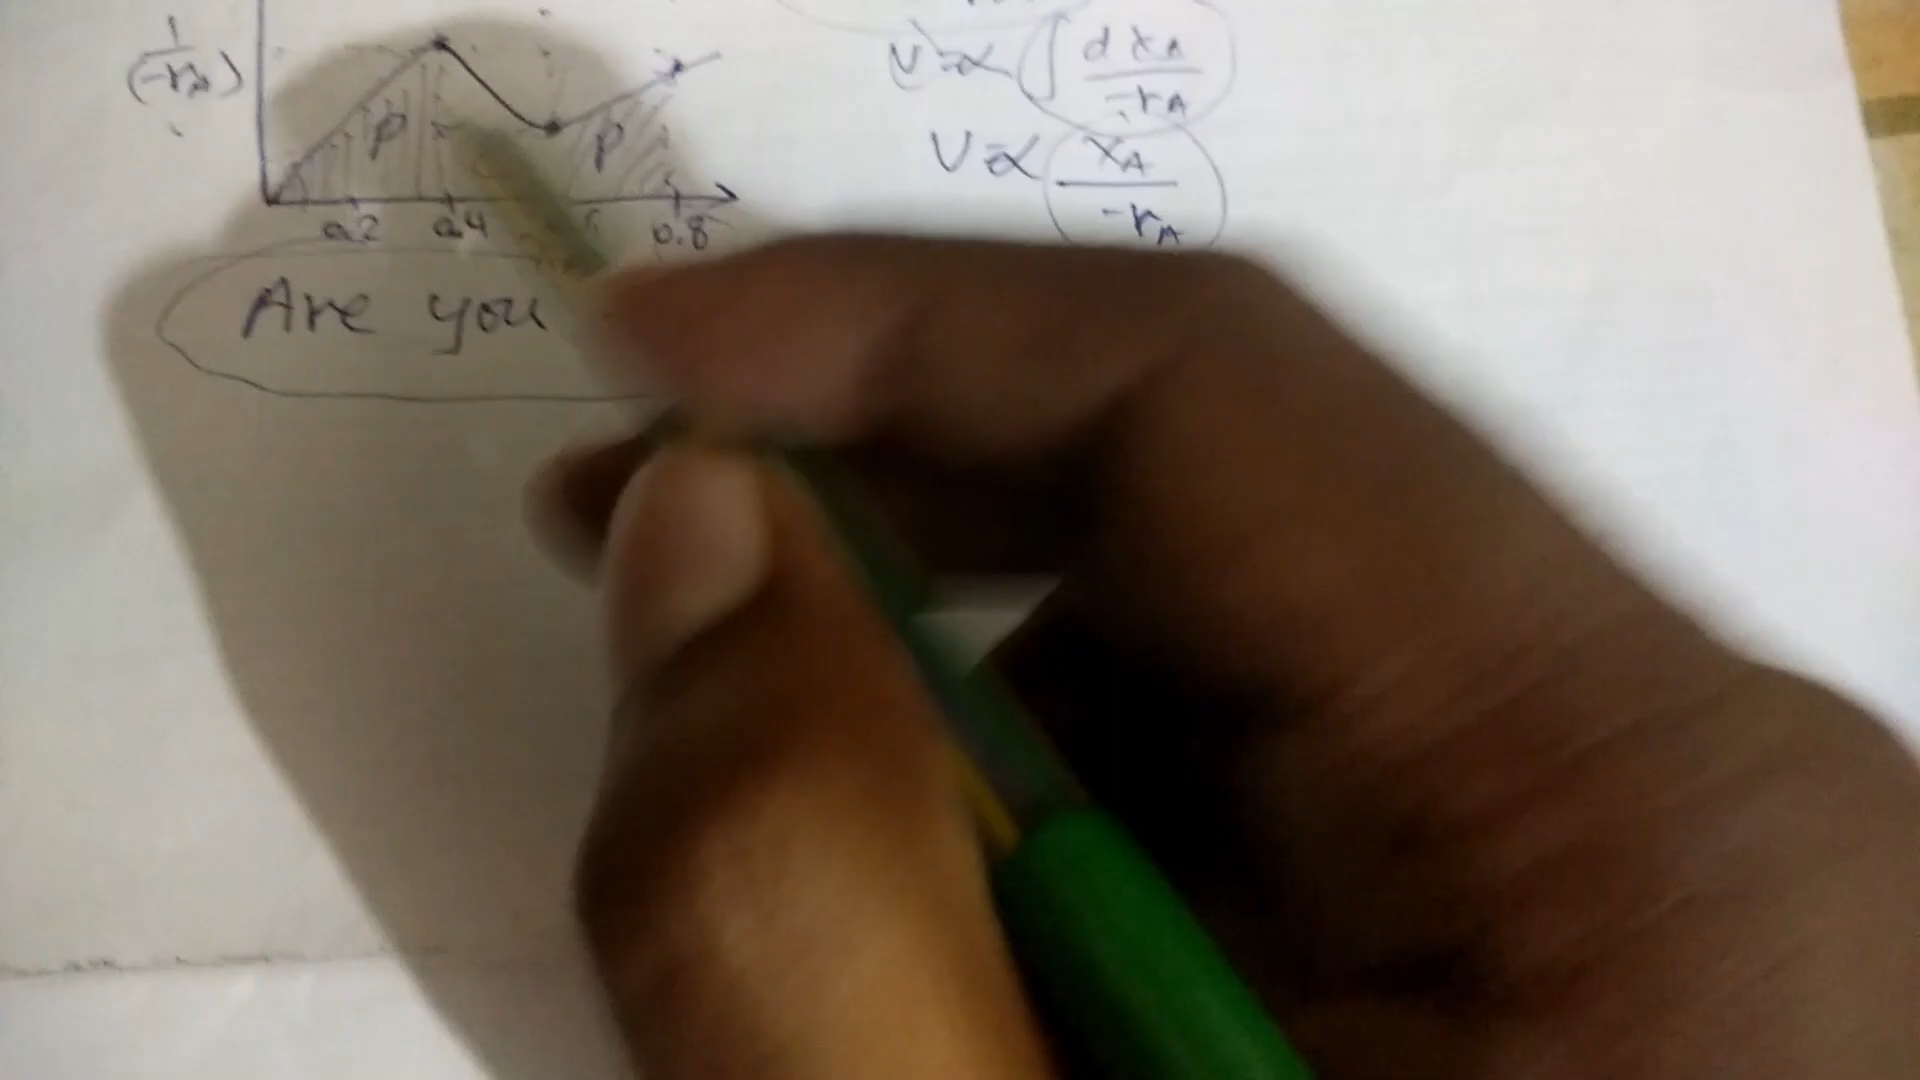 1
(-rA)
P
P
0.2 0.4 0.8
Are you
V = α ∫ dXA
-rA
V = α XA
-rA